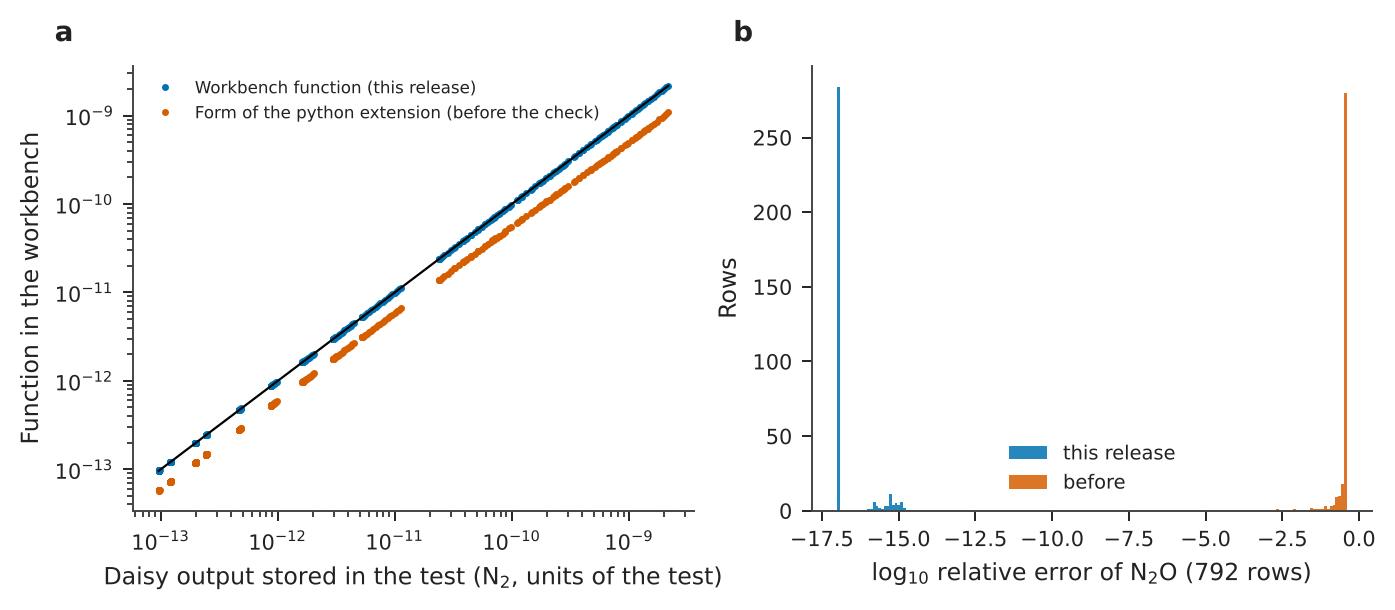 a
Workbench function (this release)
Form of the python extension (before the check)
Function in the workbench
10⁻⁹
10⁻¹⁰
10⁻¹¹
10⁻¹²
10⁻¹³
10⁻¹³ 10⁻¹² 10⁻¹¹ 10⁻¹⁰ 10⁻⁹
Daisy output stored in the test (N₂, units of the test)
b
Rows
250
200
150
100
50
0
this release
before
−17.5 −15.0 −12.5 −10.0 −7.5 −5.0 −2.5 0.0
log₁₀ relative error of N₂O (792 rows)